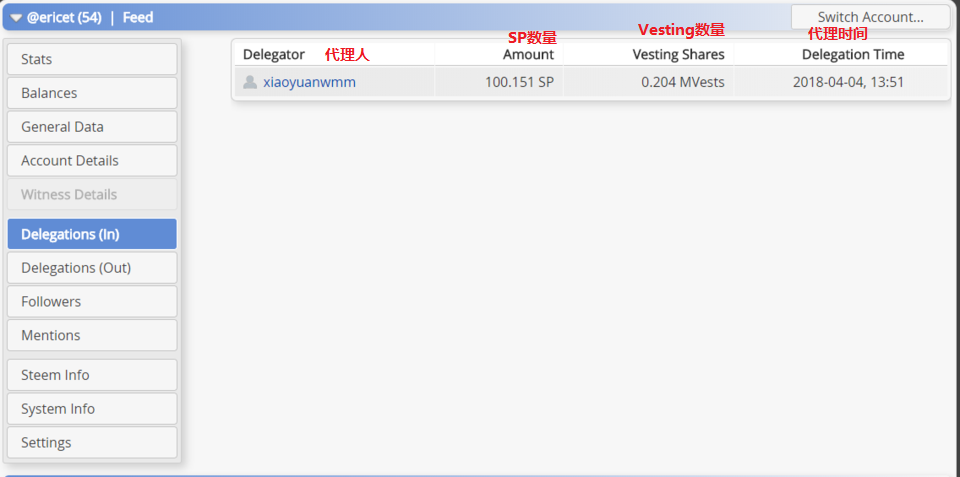 @ericet (54) | Feed
Switch Account...
Stats
Balances
General Data
Account Details
Witness Details
Delegations (In)
Delegations (Out)
Followers
Mentions
Steem Info
System Info
Settings
SP数量 Vesting数量 代理时间
Delegator 代理人 Amount Vesting Shares Delegation Time
xiaoyuanwmm 100.151 SP 0.204 MVests 2018-04-04, 13:51